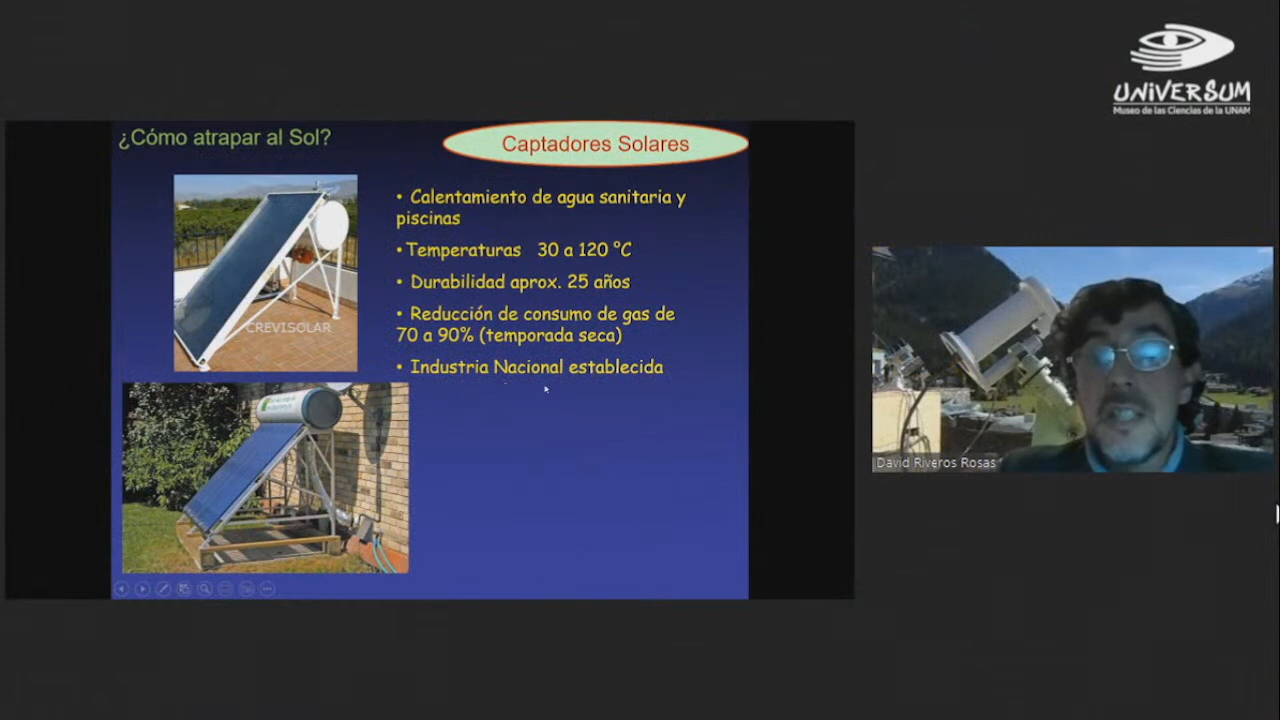 UNiVERSUM
Museo de las Ciencias de la UNAM
¿Cómo atrapar al Sol?
Captadores Solares
• Calentamiento de agua sanitaria y
piscinas
• Temperaturas 30 a 120 °C
• Durabilidad aprox. 25 años
• Reducción de consumo de gas de
70 a 90% (temporada seca)
• Industria Nacional establecida
CREVISOLAR
David Riveros Rosas